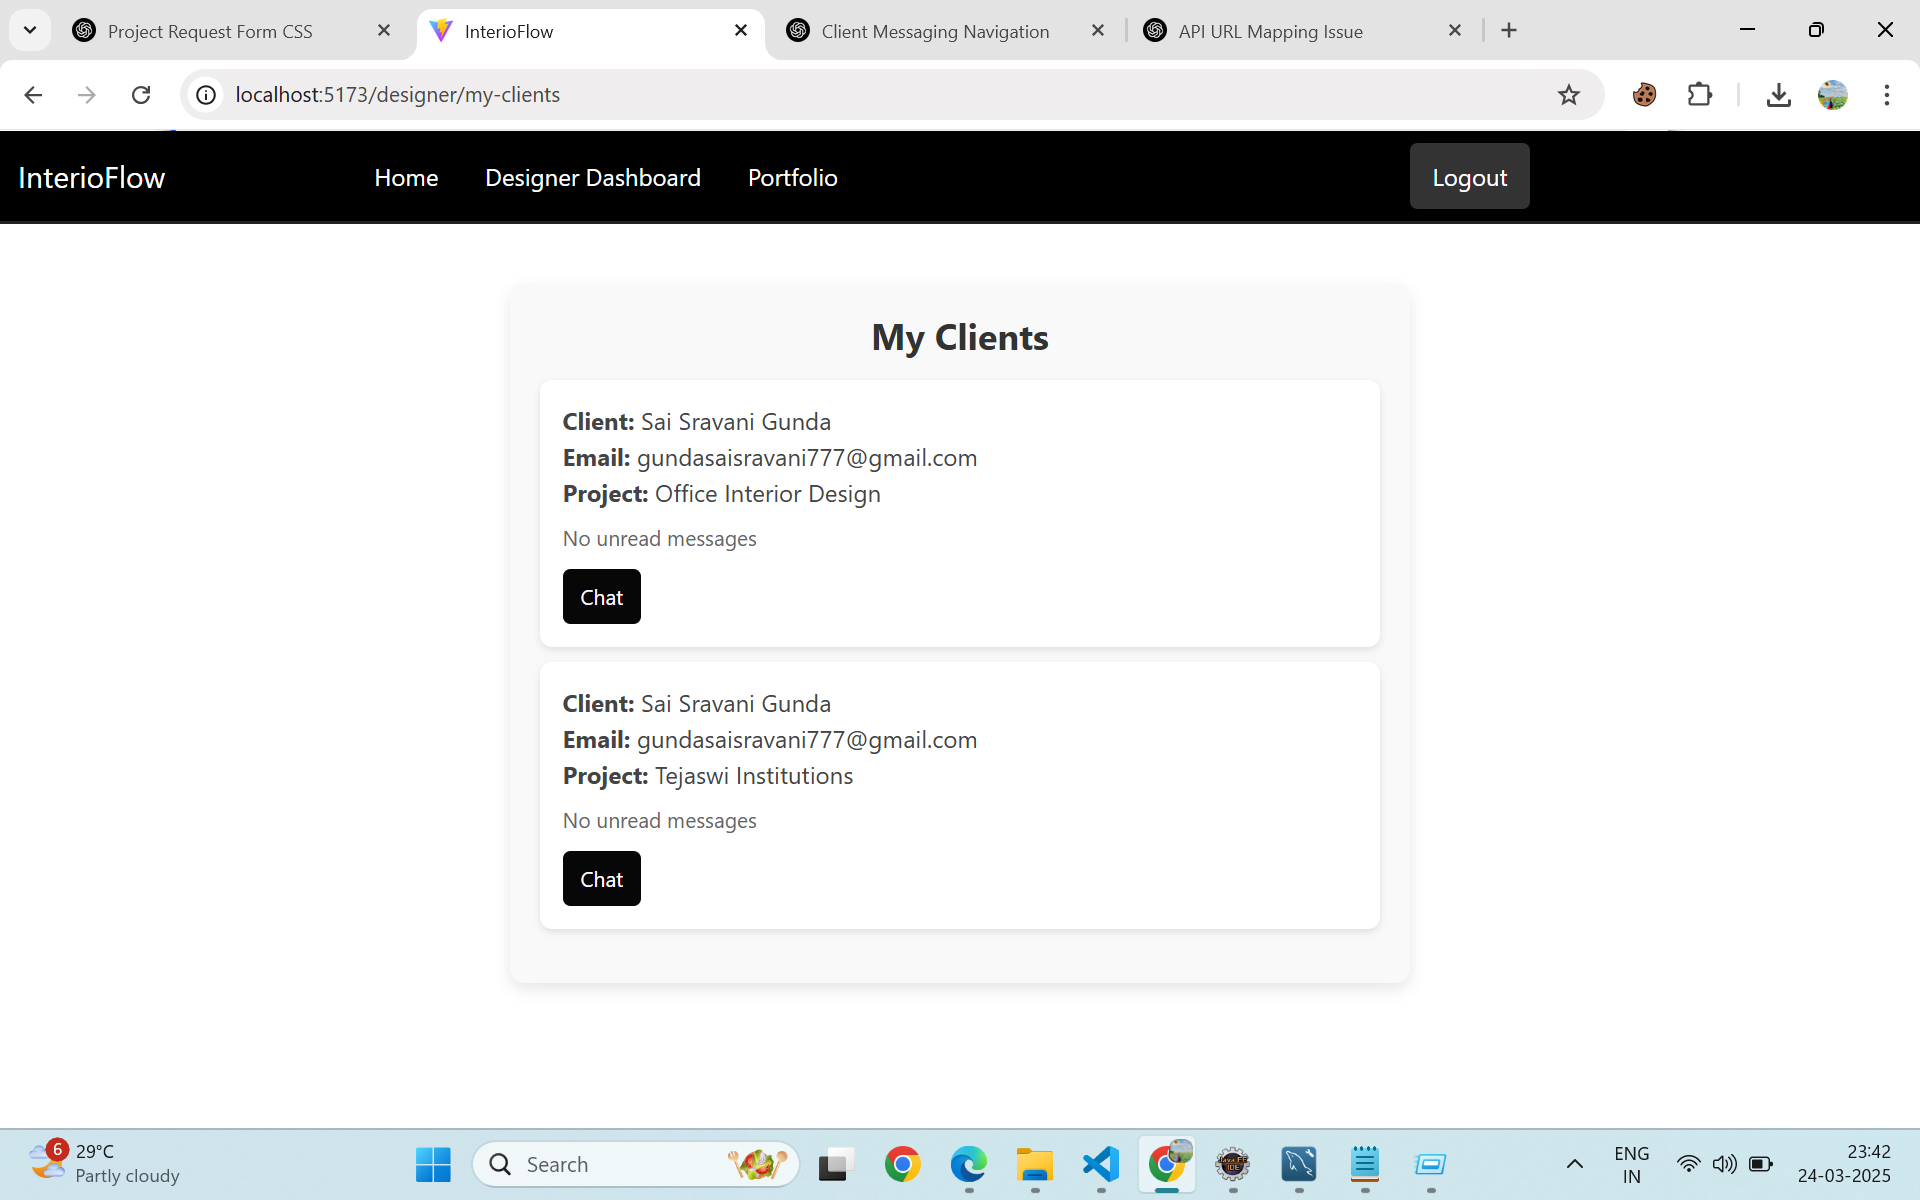 Project Request Form CSS
InterioFlow
Client Messaging Navigation
API URL Mapping Issue
localhost:5173/designer/my-clients
InterioFlow
Home
Designer Dashboard
Portfolio
Logout
My Clients
Client: Sai Sravani Gunda
Email: gundasaisravani777@gmail.com
Project: Office Interior Design
No unread messages
Chat
Client: Sai Sravani Gunda
Email: gundasaisravani777@gmail.com
Project: Tejaswi Institutions
No unread messages
Chat
6
29°C
Partly cloudy
Search
Java EE
IDE
ENG
IN
23:42
24-03-2025